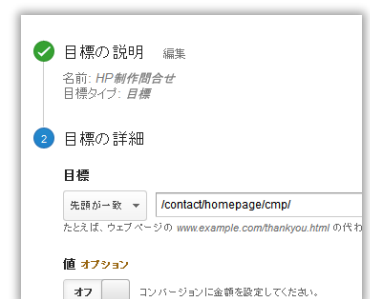 目標の説明 編集
名前: HP制作問合せ
目標タイプ: 目標
2 目標の詳細
目標
先頭が一致 /contact/homepage/cmp/
たとえば、ウェブページの www.example.com/thankyou.html の代わ
値 オプション
オフ コンバージョンに金額を設定してください。